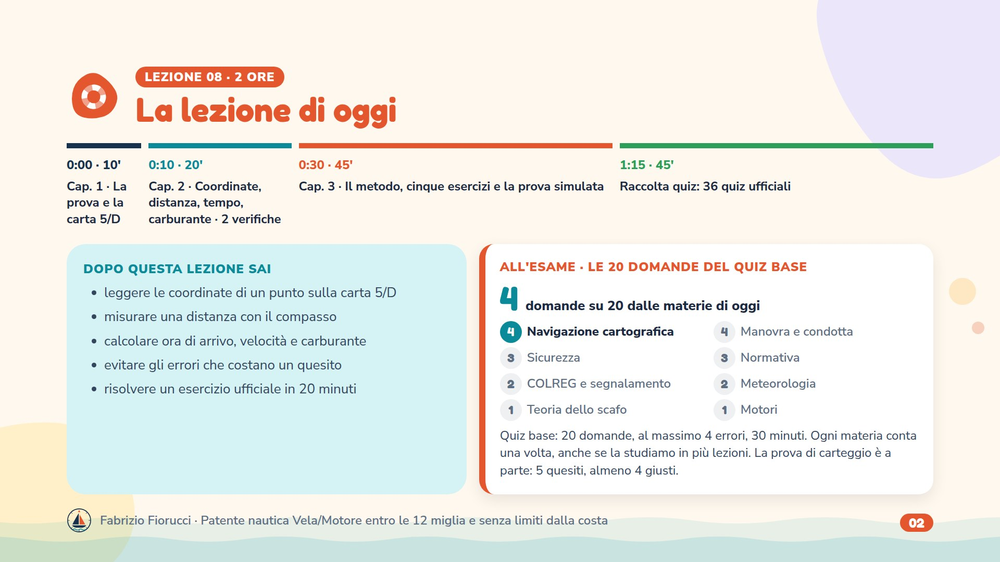 LEZIONE 08 · 2 ORE
La lezione di oggi
0:00 · 10'
Cap. 1 · La
prova e la
carta 5/D
0:10 · 20'
Cap. 2 · Coordinate,
distanza, tempo,
carburante · 2 verifiche
0:30 · 45'
Cap. 3 · Il metodo, cinque esercizi e la prova simulata
1:15 · 45'
Raccolta quiz: 36 quiz ufficiali
DOPO QUESTA LEZIONE SAI
• leggere le coordinate di un punto sulla carta 5/D
• misurare una distanza con il compasso
• calcolare ora di arrivo, velocità e carburante
• evitare gli errori che costano un quesito
• risolvere un esercizio ufficiale in 20 minuti
ALL'ESAME · LE 20 DOMANDE DEL QUIZ BASE
4 domande su 20 dalle materie di oggi
4 Navigazione cartografica
4 Manovra e condotta
3 Sicurezza
3 Normativa
2 COLREG e segnalamento
2 Meteorologia
1 Teoria dello scafo
1 Motori
Quiz base: 20 domande, al massimo 4 errori, 30 minuti. Ogni materia conta
una volta, anche se la studiamo in più lezioni. La prova di carteggio è a
parte: 5 quesiti, almeno 4 giusti.
Fabrizio Fiorucci · Patente nautica Vela/Motore entro le 12 miglia e senza limiti dalla costa
02